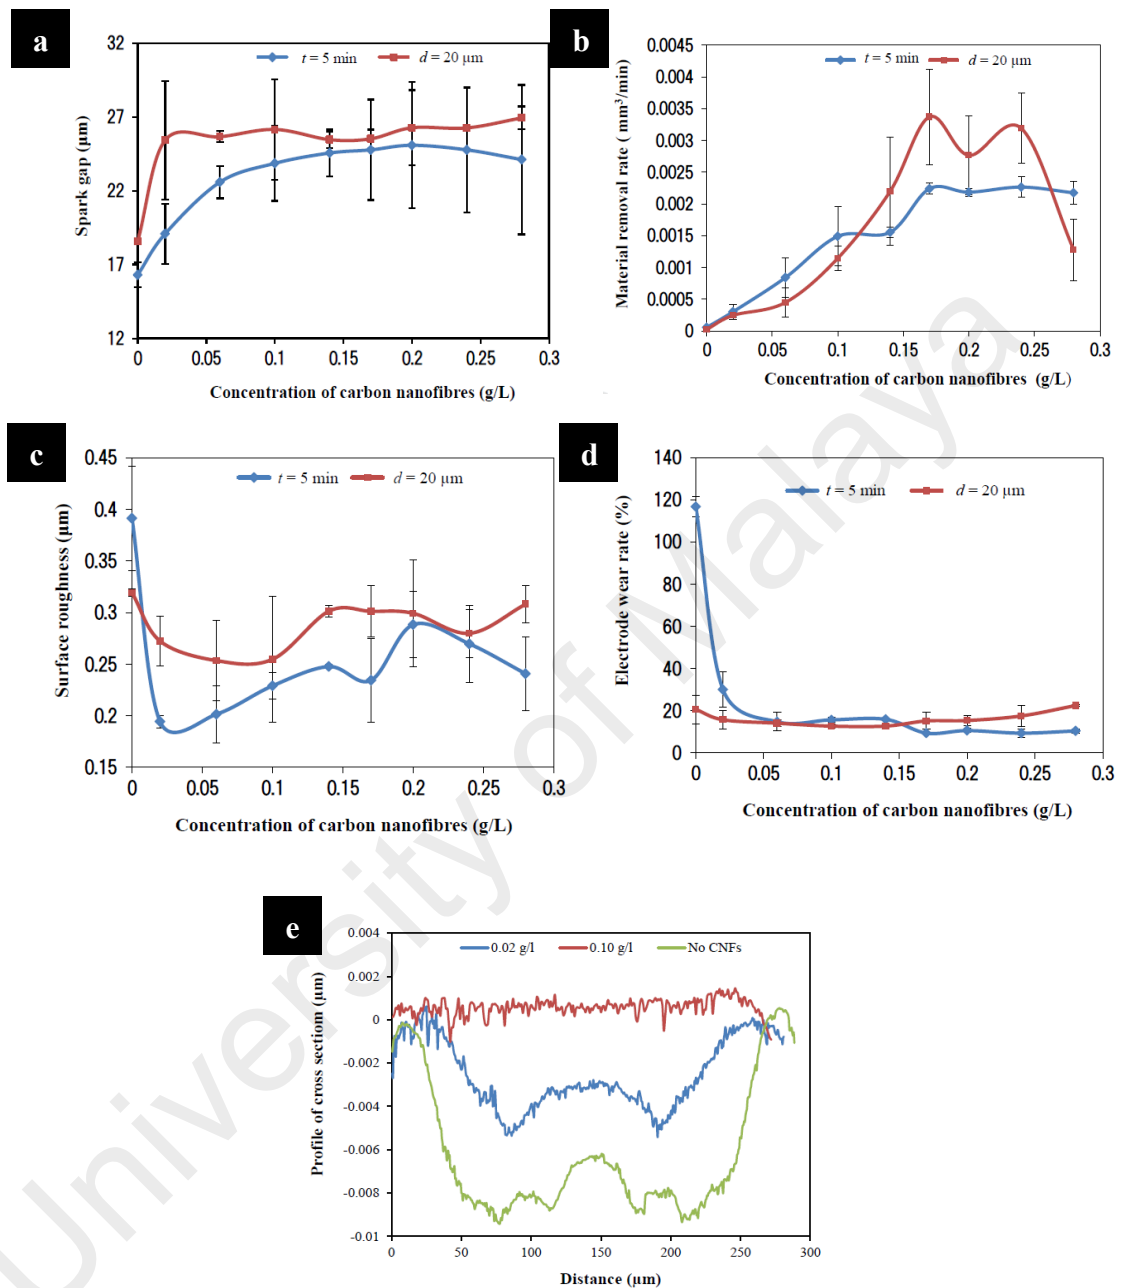 a
32
27
22
17
12
t = 5 min
d = 20 µm
Spark gap (µm)
0 0.05 0.1 0.15 0.2 0.25 0.3
Concentration of carbon nanofibres (g/L)
b
0.0045
0.004
0.0035
0.003
0.0025
0.002
0.0015
0.001
0.0005
0
t = 5 min
d = 20 µm
Material removal rate ( mm³/min)
0 0.05 0.1 0.15 0.2 0.25 0.3
Concentration of carbon nanofibres (g/L)
c
0.45
0.4
0.35
0.3
0.25
0.2
0.15
t = 5 min
d = 20 µm
Surface roughness (µm)
0 0.05 0.1 0.15 0.2 0.25 0.3
Concentration of carbon nanofibres (g/L)
d
140
120
100
80
60
40
20
0
t = 5 min
d = 20 µm
Electrode wear rate (%)
0 0.05 0.1 0.15 0.2 0.25 0.3
Concentration of carbon nanofibres (g/L)
e
0.004
0.002
0
-0.002
-0.004
-0.006
-0.008
-0.01
0.02 g/l
0.10 g/l
No CNFs
Profile of cross section (µm)
0 50 100 150 200 250 300
Distance (µm)
University of Malaya